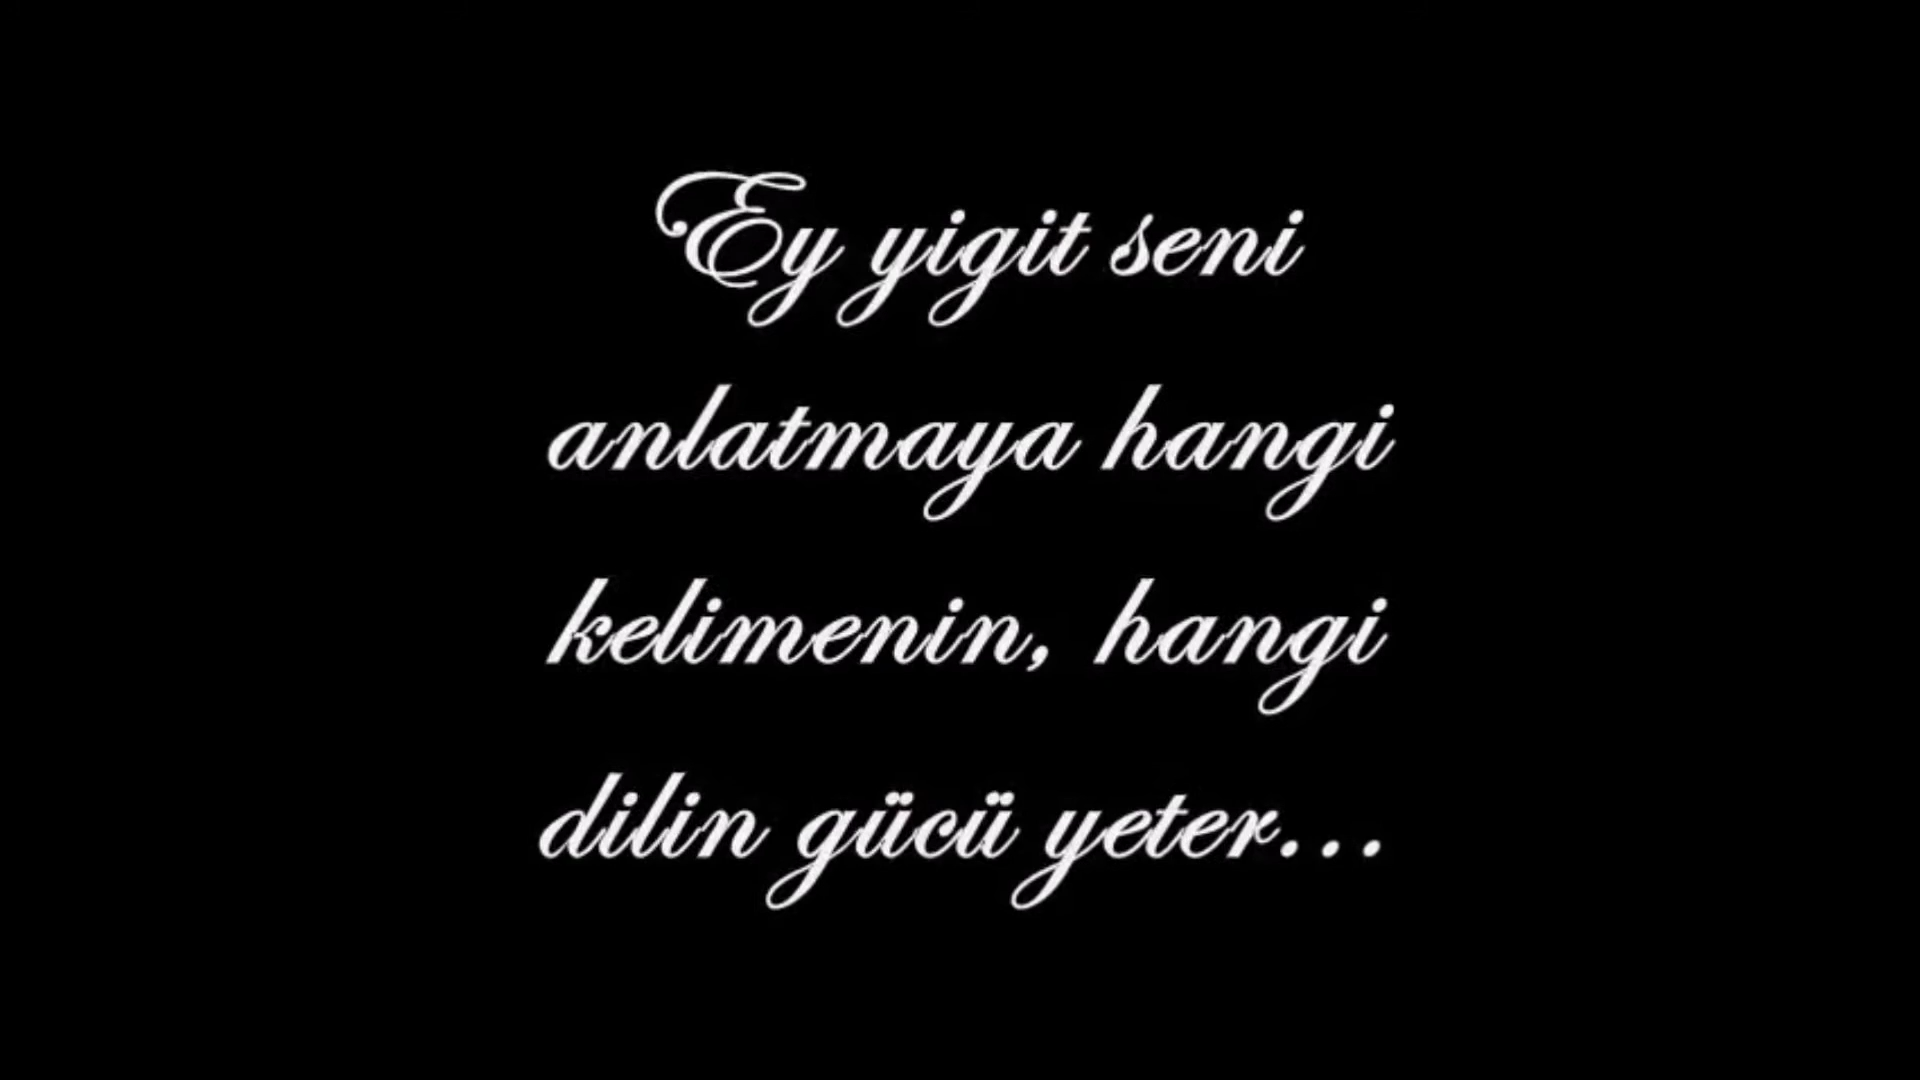 Ey yigit seni
anlatmaya hangi
kelimenin, hangi
dilin gücü yeter...